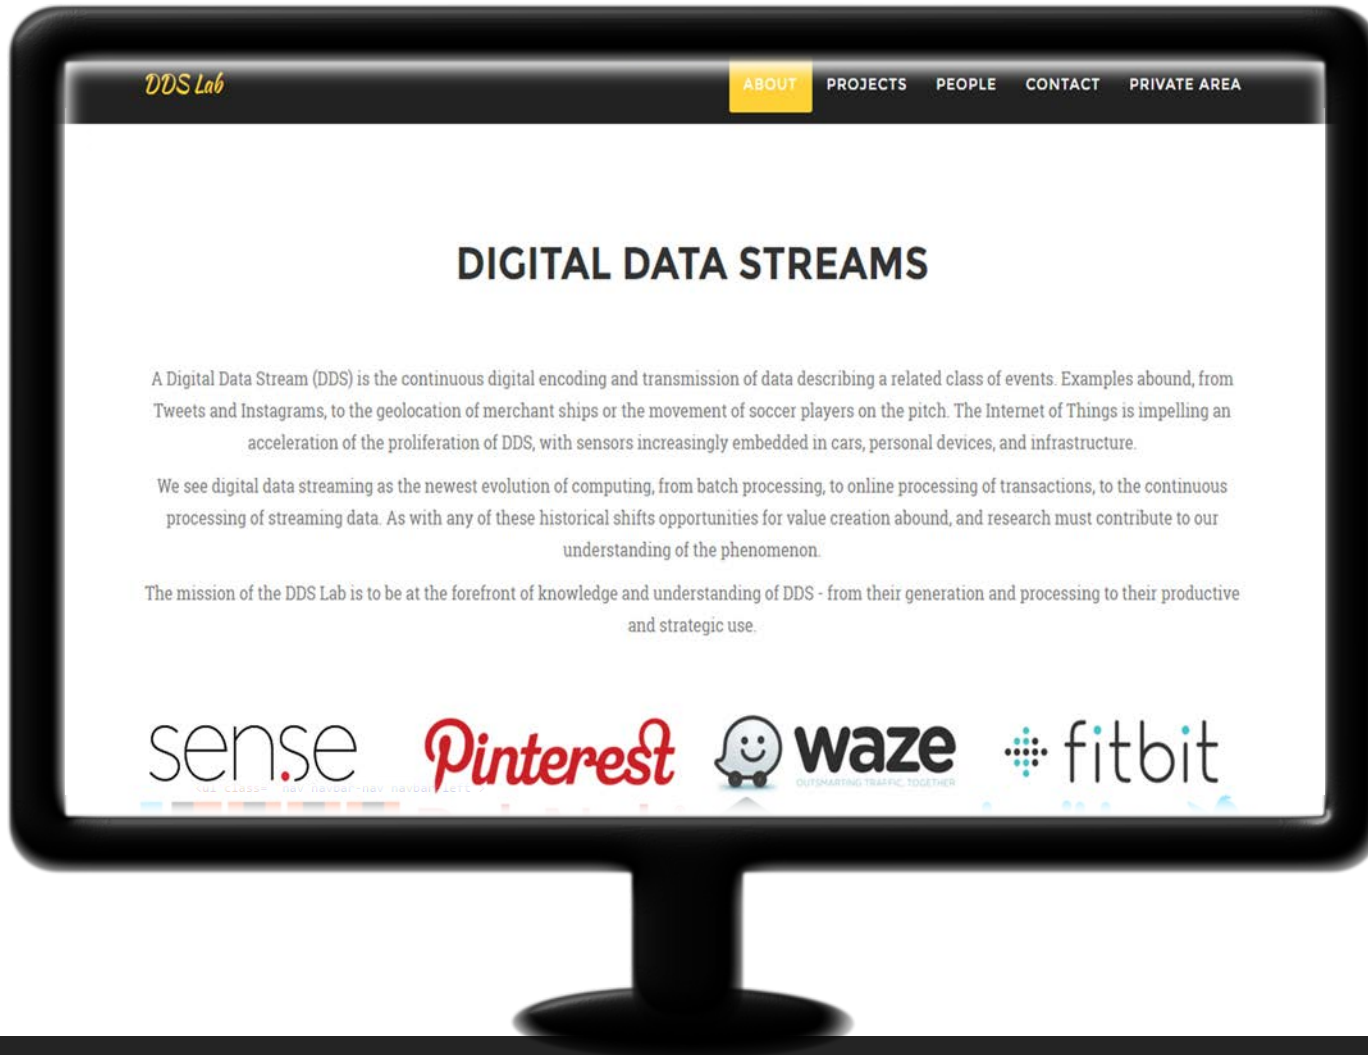 DDS Lab
ABOUT PROJECTS PEOPLE CONTACT PRIVATE AREA
DIGITAL DATA STREAMS
A Digital Data Stream (DDS) is the continuous digital encoding and transmission of data describing a related class of events. Examples abound, from
Tweets and Instagrams, to the geolocation of merchant ships or the movement of soccer players on the pitch. The Internet of Things is impelling an
acceleration of the proliferation of DDS, with sensors increasingly embedded in cars, personal devices, and infrastructure.
We see digital data streaming as the newest evolution of computing, from batch processing, to online processing of transactions, to the continuous
processing of streaming data. As with any of these historical shifts opportunities for value creation abound, and research must contribute to our
understanding of the phenomenon.
The mission of the DDS Lab is to be at the forefront of knowledge and understanding of DDS - from their generation and processing to their productive
and strategic use.
sen.se Pinterest waze fitbit
OUTSMARTING TRAFFIC, TOGETHER